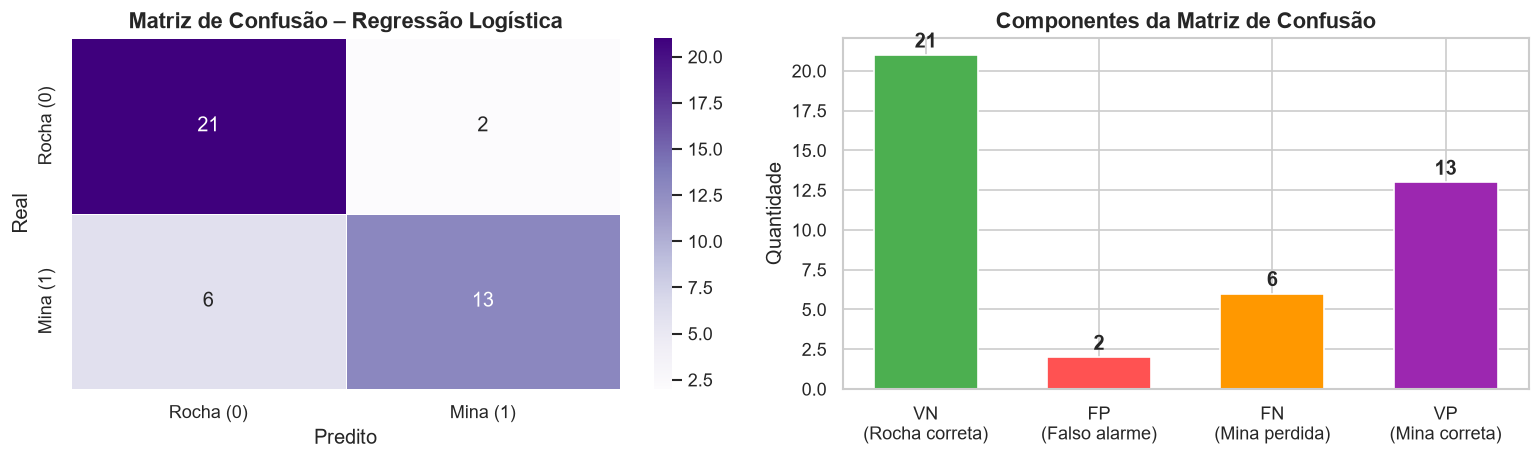 Matriz de Confusão – Regressão Logística
Real
Rocha (0)
Mina (1)
21
2
6
13
Rocha (0)
Mina (1)
Predito
20.0
17.5
15.0
12.5
10.0
7.5
5.0
2.5
Componentes da Matriz de Confusão
Quantidade
20.0
17.5
15.0
12.5
10.0
7.5
5.0
2.5
0.0
21
2
6
13
VN
(Rocha correta)
FP
(Falso alarme)
FN
(Mina perdida)
VP
(Mina correta)